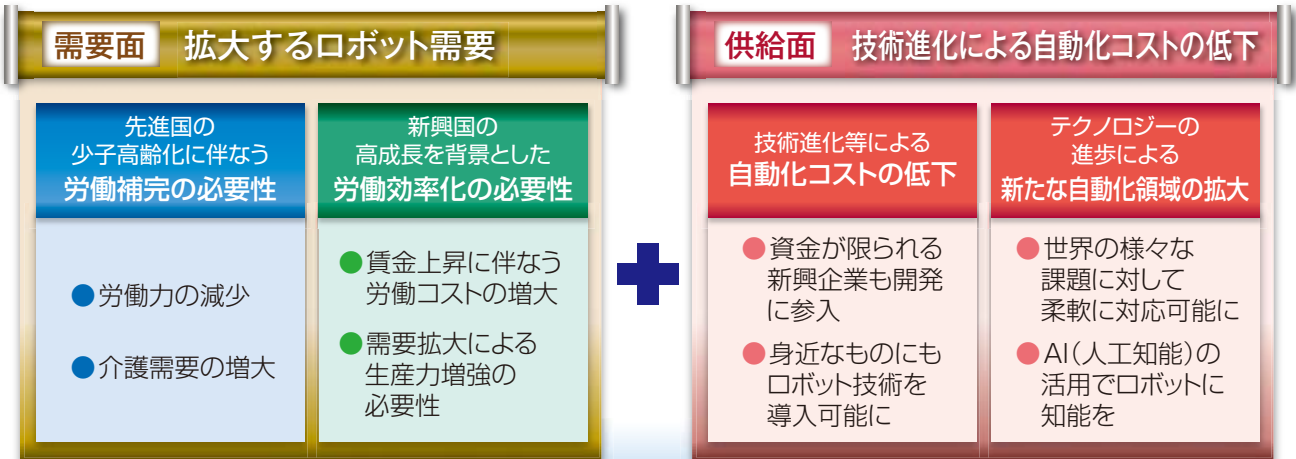 需要面 拡大するロボット需要
先進国の
少子高齢化に伴なう
労働補完の必要性
●労働力の減少
●介護需要の増大
新興国の
高成長を背景とした
労働効率化の必要性
●賃金上昇に伴なう
労働コストの増大
●需要拡大による
生産力増強の
必要性
供給面 技術進化による自動化コストの低下
技術進化等による
自動化コストの低下
●資金が限られる
新興企業も開発
に参入
●身近なものにも
ロボット技術を
導入可能に
テクノロジーの
進歩による
新たな自動化領域の拡大
●世界の様々な
課題に対して
柔軟に対応可能に
●AI(人工知能)の
活用でロボットに
知能を